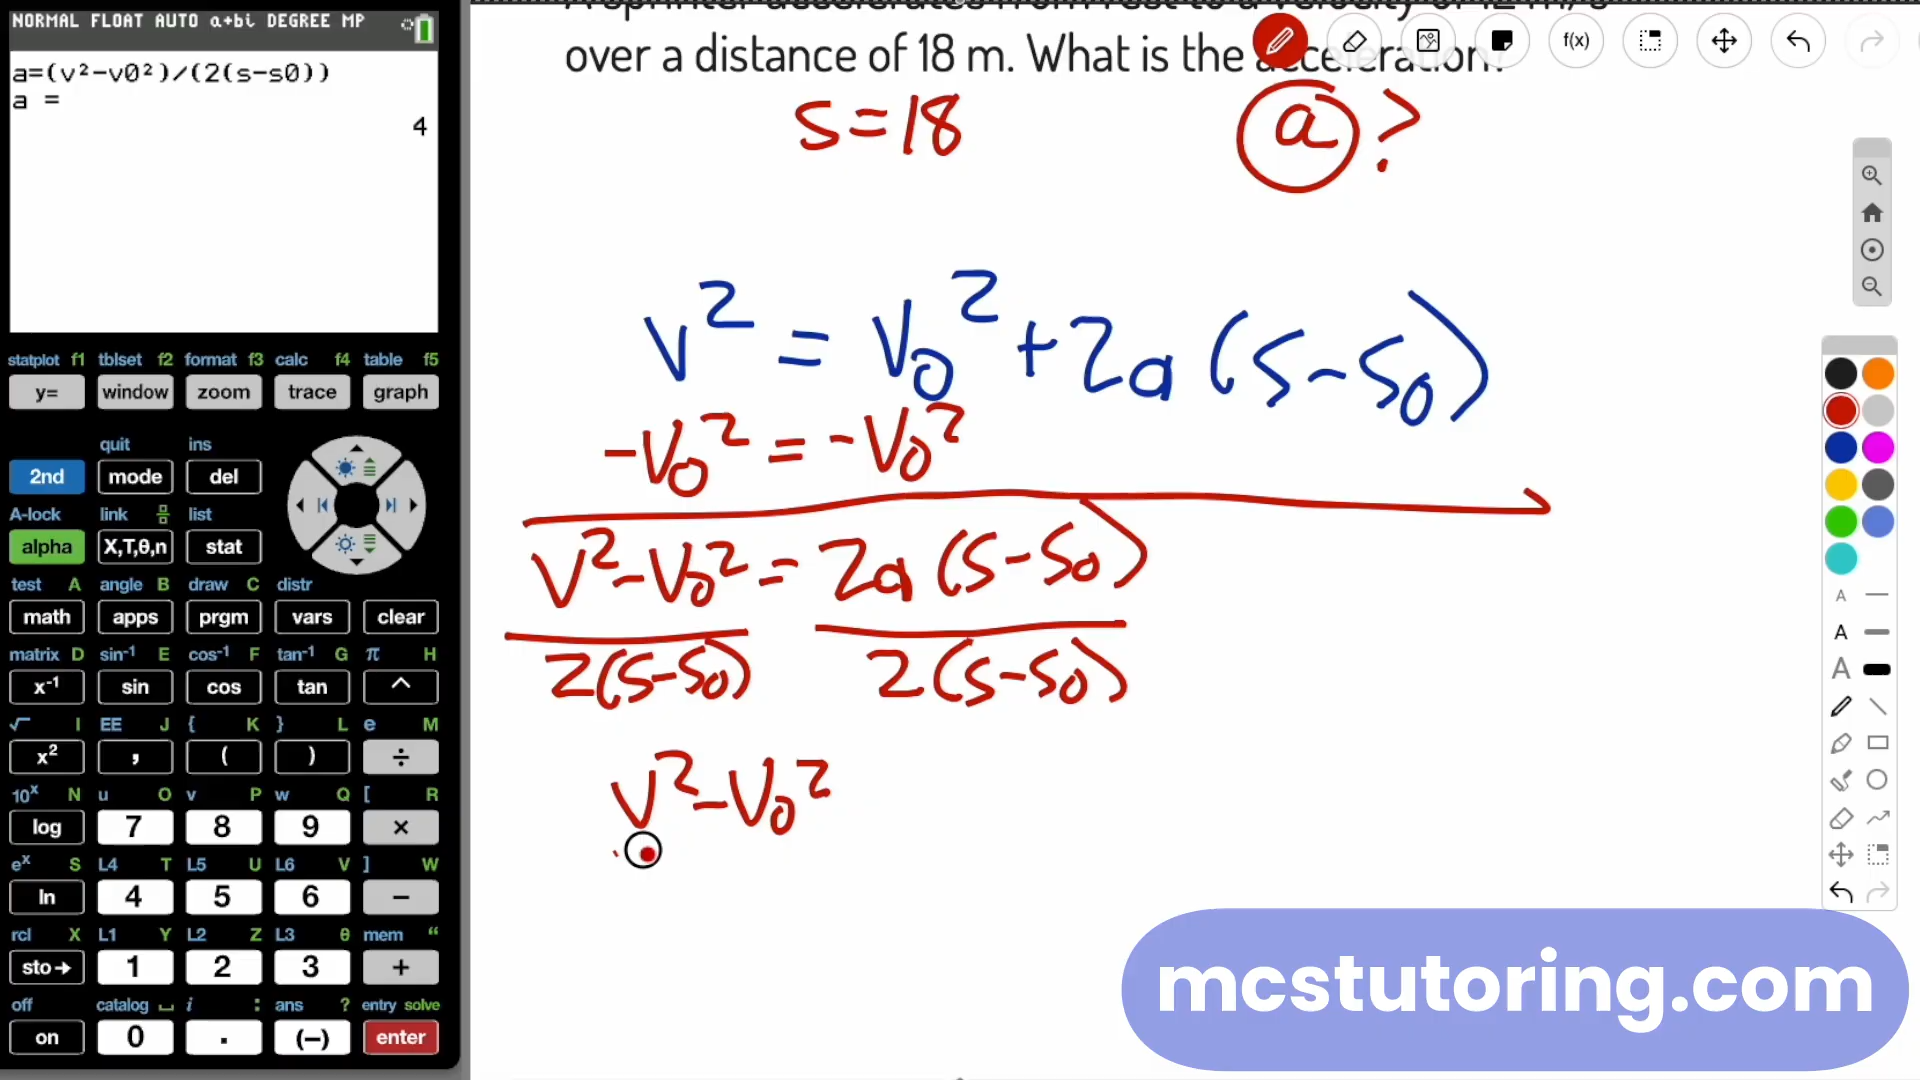 NORMAL FLOAT AUTO a+bi DEGREE MP
a=(v²-v0²)/(2(s-s0))
a =
4
over a distance of 18 m. What is the acceleration?
s=18
a ?
v² = v₀² + 2a(s-s₀)
-v₀² = -v₀²
v²-v₀² = 2a(s-s₀)
2(s-s₀) 2(s-s₀)
v²-v₀²
f(x)
A
A
A
statplot f1 tblset f2 format f3 calc f4 table f5
y= window zoom trace graph
quit ins
2nd mode del
A-lock link list
alpha X,T,θ,n stat
test A angle B draw C distr
math apps prgm vars clear
matrix D sin⁻¹ E cos⁻¹ F tan⁻¹ G π H
x⁻¹ sin cos tan ^
√ I EE J { K } L e M
x² , ( ) ÷
10ˣ N u O v P w Q [ R
log 7 8 9 ×
eˣ S L4 T L5 U L6 V ] W
ln 4 5 6 −
rcl X L1 Y L2 Z L3 θ mem "
sto→ 1 2 3 +
off catalog i : ans ? entry solve
on 0 . (−) enter
mcstutoring.com